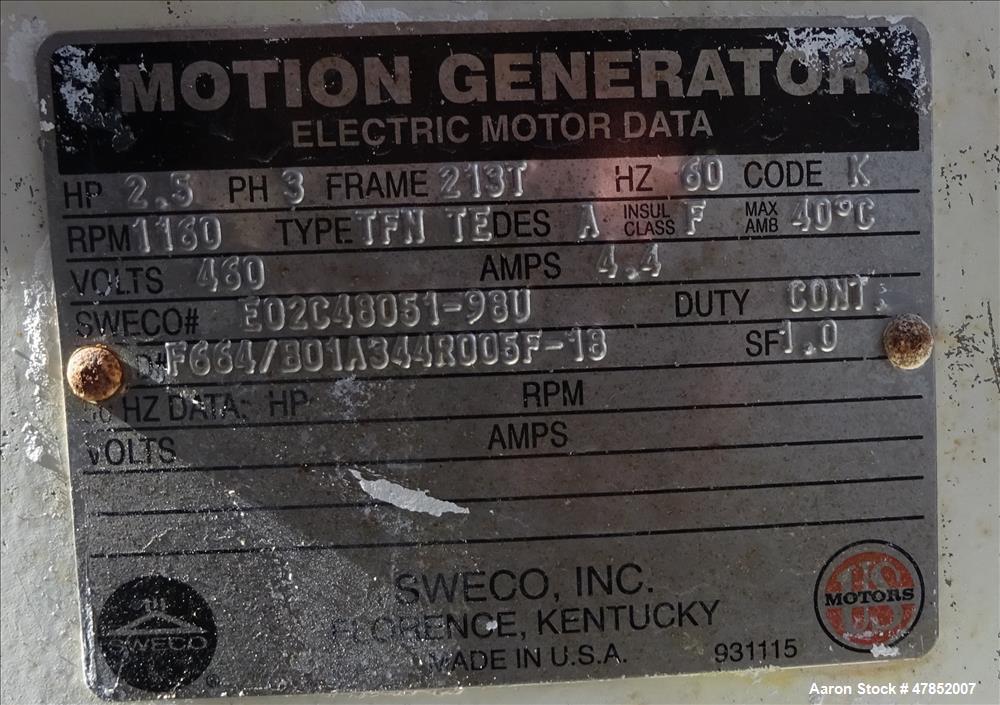 MOTION GENERATOR
ELECTRIC MOTOR DATA
HP 2.5 PH 3 FRAME 213T HZ 60 CODE K
RPM 1160 TYPE TFN TE DES A INSUL CLASS F MAX AMB 40°C
VOLTS 460 AMPS 4.4
SWECO# E02C48051-98U DUTY CONT.
F664/B01A344R005F-18 SF 1.0
HZ DATA: HP RPM
VOLTS AMPS
SWECO, INC.
FLORENCE, KENTUCKY
MADE IN U.S.A. 931115
SWECO
®
US
MOTORS
Aaron Stock # 47852007